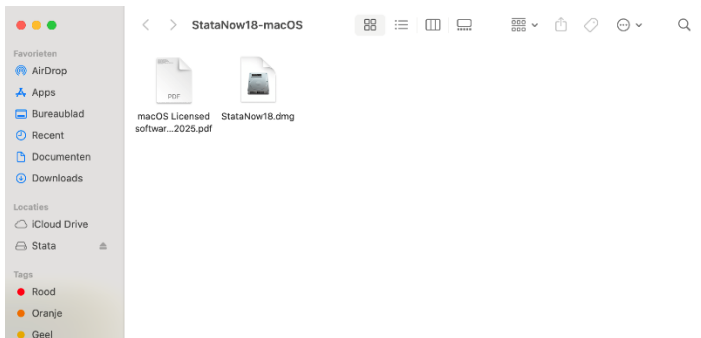 StataNow18-macOS
Favorieten
AirDrop
Apps
Bureaublad
Recent
Documenten
Downloads
Locaties
iCloud Drive
Stata
Tags
Rood
Oranje
Geel
PDF
macOS Licensed
softwar...2025.pdf
StataNow18.dmg